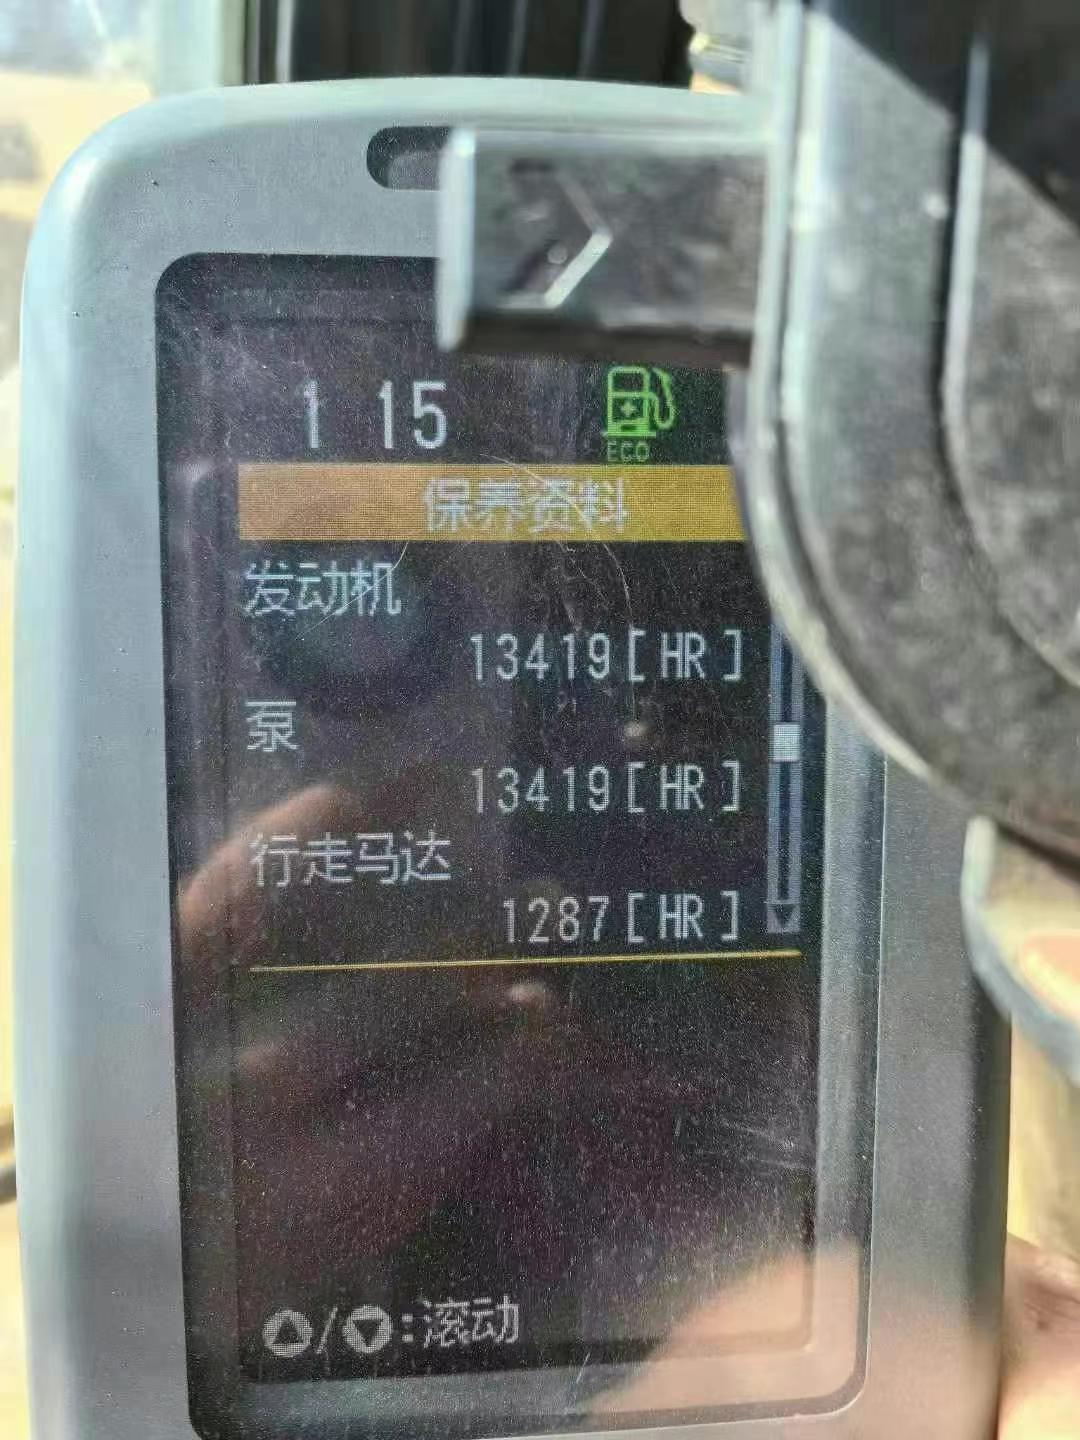 1 15
ECO
保养资料
发动机
13419[HR]
泵
13419[HR]
行走马达
1287[HR]
▲/▼:滚动